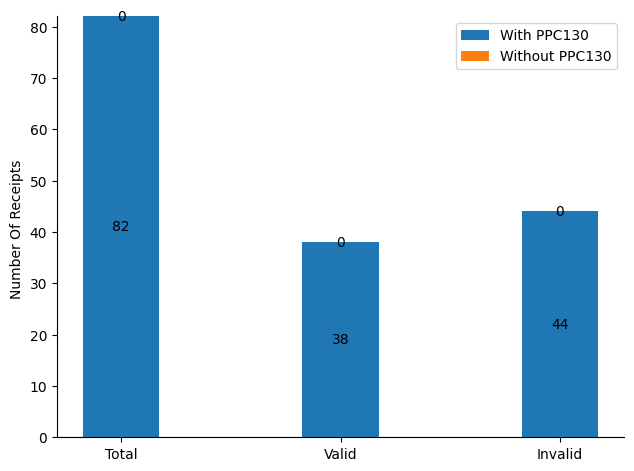 With PPC130
Without PPC130
Number Of Receipts
80
70
60
50
40
30
20
10
0
0
82
0
38
0
44
Total
Valid
Invalid